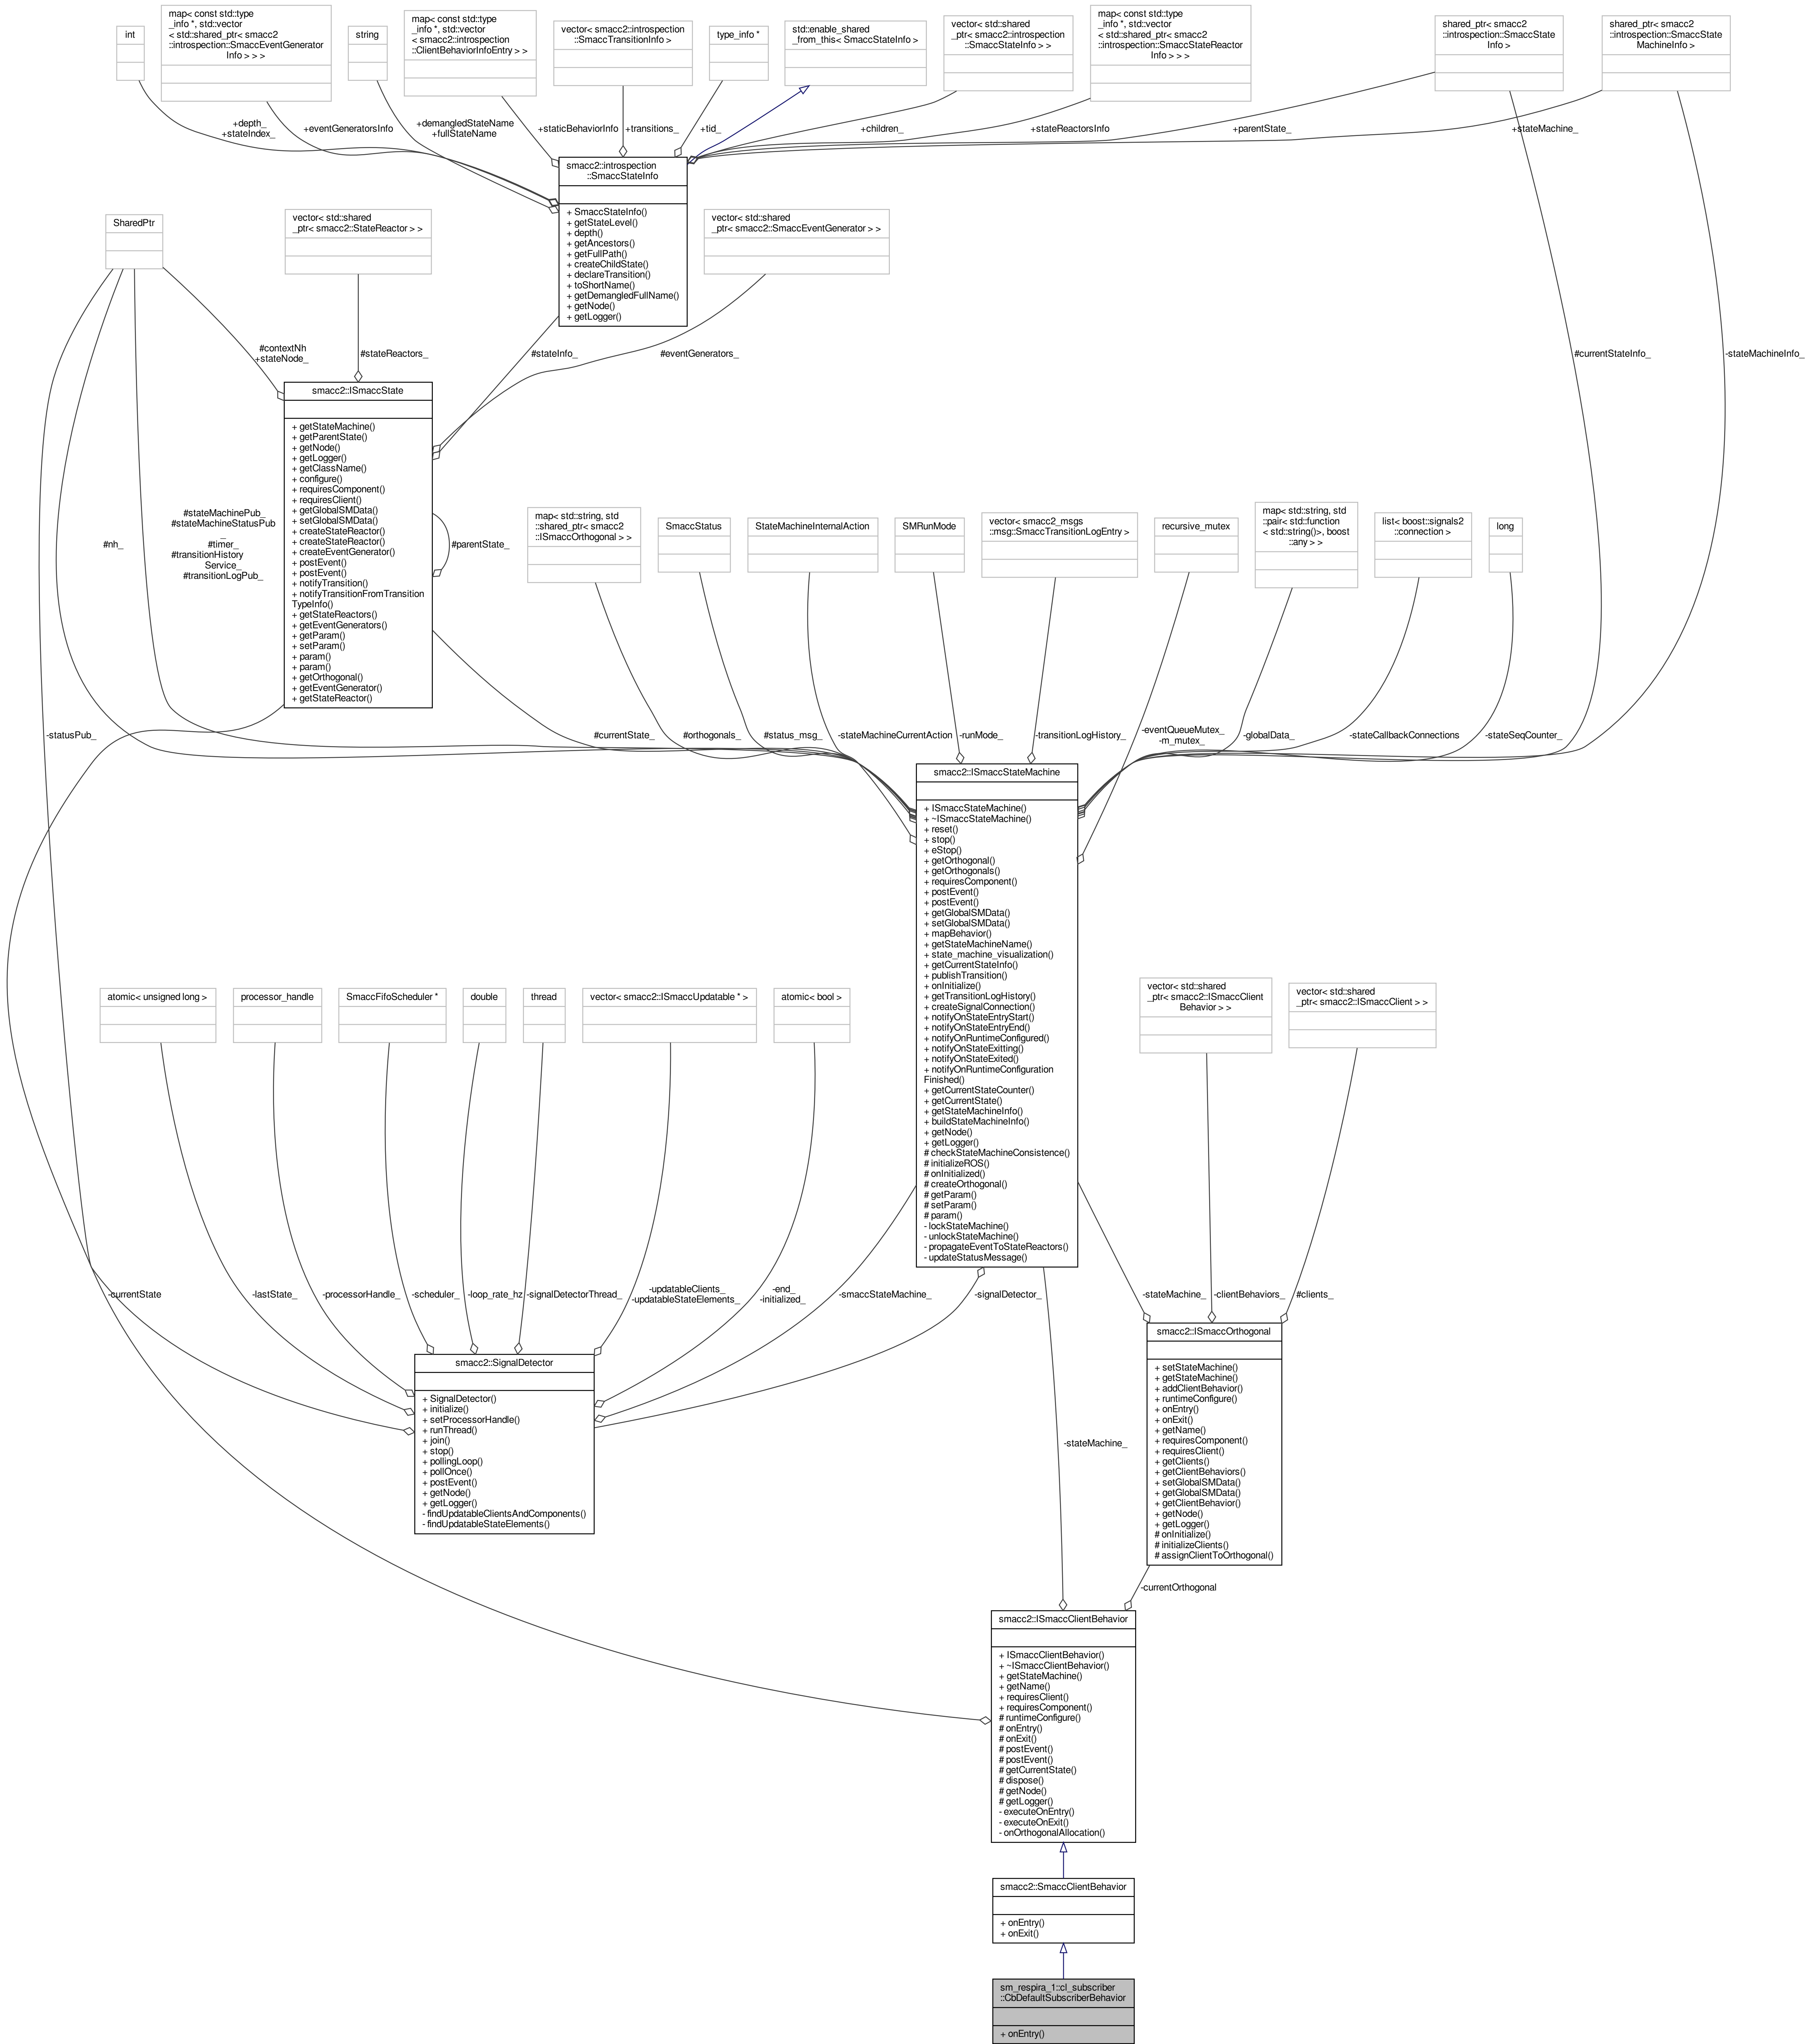 int
map< const std::type
_info *, std::vector
< std::shared_ptr< smacc2
::introspection::SmaccEventGenerator
Info > > >
string
map< const std::type
_info *, std::vector
< smacc2::introspection
::ClientBehaviorInfoEntry > >
vector< smacc2::introspection
::SmaccTransitionInfo >
type_info *
std::enable_shared
_from_this< SmaccStateInfo >
vector< std::shared
_ptr< smacc2::introspection
::SmaccStateInfo > >
map< const std::type
_info *, std::vector
< std::shared_ptr< smacc2
::introspection::SmaccStateReactor
Info > > >
shared_ptr< smacc2
::introspection::SmaccState
Info >
shared_ptr< smacc2
::introspection::SmaccState
MachineInfo >
+depth_
+stateIndex_
+eventGeneratorsInfo
+demangledStateName
+fullStateName
+staticBehaviorInfo
+transitions_
+tid_
+children_
+stateReactorsInfo
+parentState_
+stateMachine_
smacc2::introspection
::SmaccStateInfo
+ SmaccStateInfo()
+ getStateLevel()
+ depth()
+ getAncestors()
+ getFullPath()
+ createChildState()
+ declareTransition()
+ toShortName()
+ getDemangledFullName()
+ getNode()
+ getLogger()
SharedPtr
vector< std::shared
_ptr< smacc2::StateReactor > >
vector< std::shared
_ptr< smacc2::SmaccEventGenerator > >
#contextNh
+stateNode_
#stateReactors_
#stateInfo_
#eventGenerators_
#currentStateInfo_
-stateMachineInfo_
smacc2::ISmaccState
+ getStateMachine()
+ getParentState()
+ getNode()
+ getLogger()
+ getClassName()
+ configure()
+ requiresComponent()
+ requiresClient()
+ getGlobalSMData()
+ setGlobalSMData()
+ createStateReactor()
+ createStateReactor()
+ createEventGenerator()
+ postEvent()
+ postEvent()
+ notifyTransition()
+ notifyTransitionFromTransition
TypeInfo()
+ getStateReactors()
+ getEventGenerators()
+ getParam()
+ setParam()
+ param()
+ param()
+ getOrthogonal()
+ getEventGenerator()
+ getStateReactor()
#nh_
#stateMachinePub_
#stateMachineStatusPub
_
#timer_
#transitionHistory
Service_
#transitionLogPub_
#parentState_
map< std::string, std
::shared_ptr< smacc2
::ISmaccOrthogonal > >
SmaccStatus
StateMachineInternalAction
SMRunMode
vector< smacc2_msgs
::msg::SmaccTransitionLogEntry >
recursive_mutex
map< std::string, std
::pair< std::function
< std::string()>, boost
::any > >
list< boost::signals2
::connection >
long
-statusPub_
#currentState_
#orthogonals_
#status_msg_
-stateMachineCurrentAction
-runMode_
-transitionLogHistory_
-eventQueueMutex_
-m_mutex_
-globalData_
-stateCallbackConnections
-stateSeqCounter_
smacc2::ISmaccStateMachine
+ ISmaccStateMachine()
+ ~ISmaccStateMachine()
+ reset()
+ stop()
+ eStop()
+ getOrthogonal()
+ getOrthogonals()
+ requiresComponent()
+ postEvent()
+ postEvent()
+ getGlobalSMData()
+ setGlobalSMData()
+ mapBehavior()
+ getStateMachineName()
+ state_machine_visualization()
+ getCurrentStateInfo()
+ publishTransition()
+ onInitialize()
+ getTransitionLogHistory()
+ createSignalConnection()
+ notifyOnStateEntryStart()
+ notifyOnStateEntryEnd()
+ notifyOnRuntimeConfigured()
+ notifyOnStateExitting()
+ notifyOnStateExited()
+ notifyOnRuntimeConfiguration
Finished()
+ getCurrentStateCounter()
+ getCurrentState()
+ getStateMachineInfo()
+ buildStateMachineInfo()
+ getNode()
+ getLogger()
# checkStateMachineConsistence()
# initializeROS()
# onInitialized()
# createOrthogonal()
# getParam()
# setParam()
# param()
- lockStateMachine()
- unlockStateMachine()
- propagateEventToStateReactors()
- updateStatusMessage()
atomic< unsigned long >
processor_handle
SmaccFifoScheduler *
double
thread
vector< smacc2::ISmaccUpdatable * >
atomic< bool >
vector< std::shared
_ptr< smacc2::ISmaccClient
Behavior > >
vector< std::shared
_ptr< smacc2::ISmaccClient > >
-currentState
-lastState_
-processorHandle_
-scheduler_
-loop_rate_hz
-signalDetectorThread_
-updatableClients_
-updatableStateElements_
-end_
-initialized_
-smaccStateMachine_
-signalDetector_
-stateMachine_
-clientBehaviors_
#clients_
smacc2::SignalDetector
+ SignalDetector()
+ initialize()
+ setProcessorHandle()
+ runThread()
+ join()
+ stop()
+ pollingLoop()
+ pollOnce()
+ postEvent()
+ getNode()
+ getLogger()
- findUpdatableClientsAndComponents()
- findUpdatableStateElements()
smacc2::ISmaccOrthogonal
+ setStateMachine()
+ getStateMachine()
+ addClientBehavior()
+ runtimeConfigure()
+ onEntry()
+ onExit()
+ getName()
+ requiresComponent()
+ requiresClient()
+ getClients()
+ getClientBehaviors()
+ setGlobalSMData()
+ getGlobalSMData()
+ getClientBehavior()
+ getNode()
+ getLogger()
# onInitialize()
# initializeClients()
# assignClientToOrthogonal()
-stateMachine_
-currentOrthogonal
smacc2::ISmaccClientBehavior
+ ISmaccClientBehavior()
+ ~ISmaccClientBehavior()
+ getStateMachine()
+ getName()
+ requiresClient()
+ requiresComponent()
# runtimeConfigure()
# onEntry()
# onExit()
# postEvent()
# postEvent()
# getCurrentState()
# dispose()
# getNode()
# getLogger()
- executeOnEntry()
- executeOnExit()
- onOrthogonalAllocation()
smacc2::SmaccClientBehavior
+ onEntry()
+ onExit()
sm_respira_1::cl_subscriber
::CbDefaultSubscriberBehavior
+ onEntry()